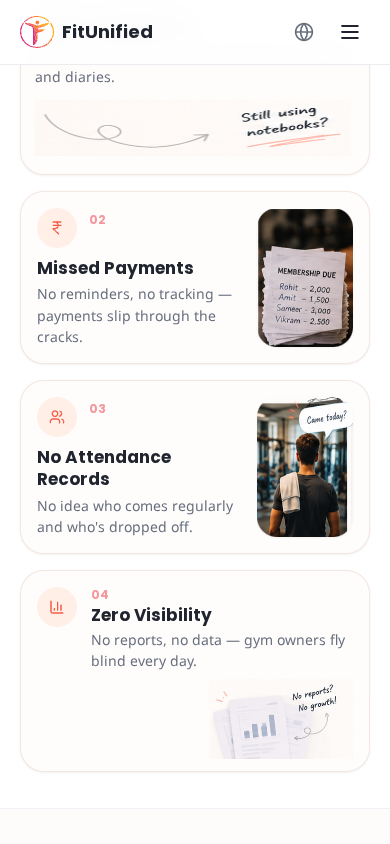 FitUnified
and diaries.
Still using
notebooks?
02
Missed Payments
No reminders, no tracking —
payments slip through the
cracks.
MEMBERSHIP DUE
Rohit - 2,000
Amit - 1,500
Sameer - 3,000
Vikram - 2,500
03
No Attendance
Records
No idea who comes regularly
and who's dropped off.
Came today?
04
Zero Visibility
No reports, no data — gym owners fly
blind every day.
No reports?
No growth!